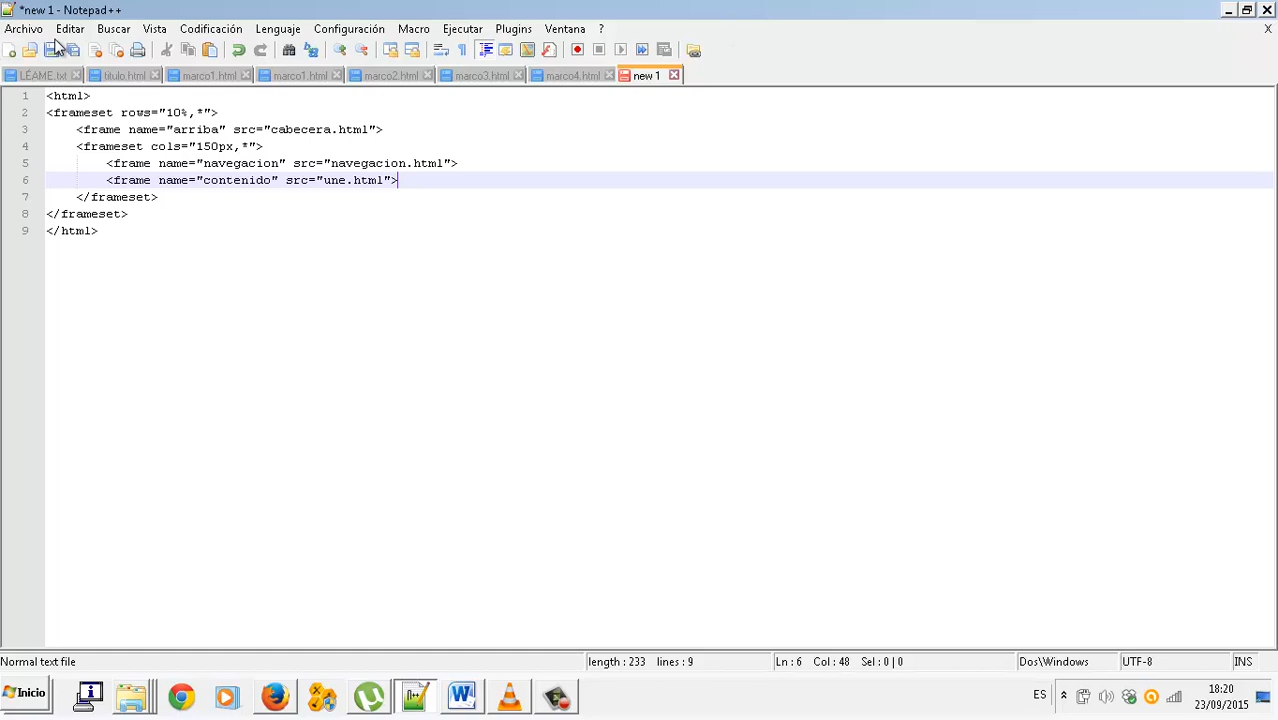 *new 1 - Notepad++
Archivo Editar Buscar Vista Codificación Lenguaje Configuración Macro Ejecutar Plugins Ventana ? X
LÉAME.txt titulo.html marco1.html marco1.html marco2.html marco3.html marco4.html new 1
1 <html>
2 <frameset rows="10%,*">
3 <frame name="arriba" src="cabecera.html">
4 <frameset cols="150px,*">
5 <frame name="navegacion" src="navegacion.html">
6 <frame name="contenido" src="une.html">
7 </frameset>
8 </frameset>
9 </html>
Normal text file length : 233 lines : 9 Ln : 6 Col : 48 Sel : 0 | 0 Dos\Windows UTF-8 INS
Inicio ES 18:20
23/09/2015